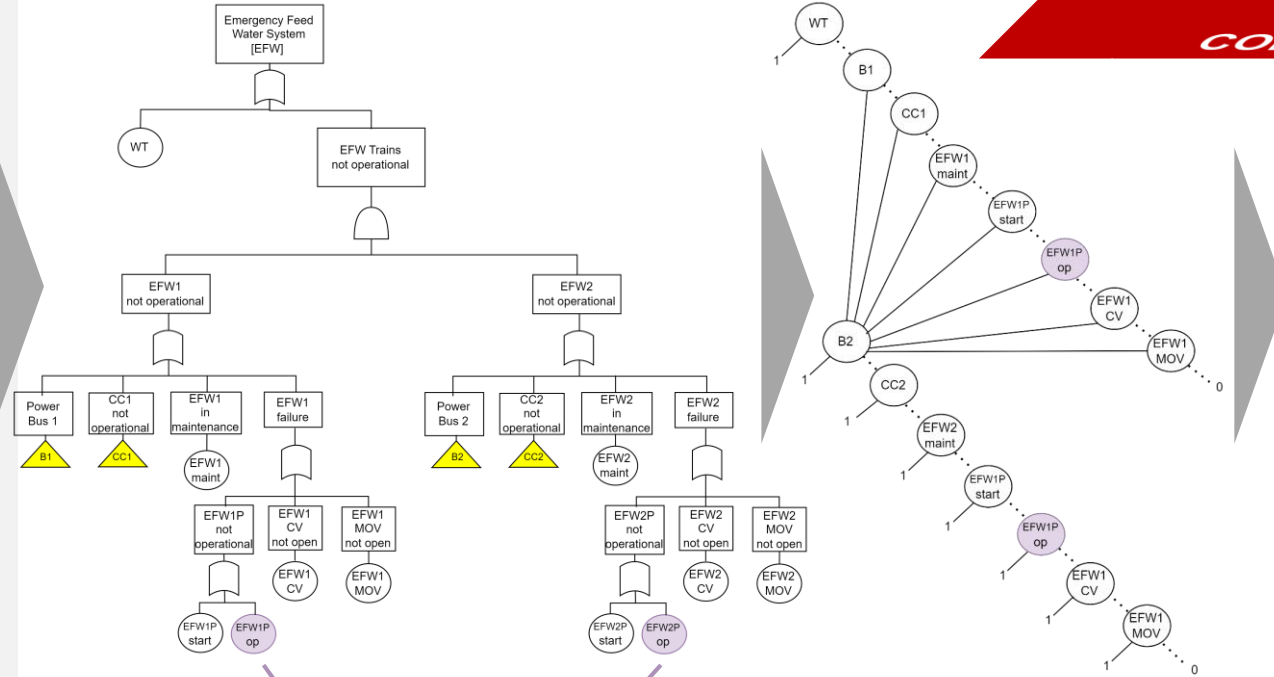 Emergency Feed
Water System
[EFW]
WT
EFW Trains
not operational
EFW1
not operational
EFW2
not operational
Power
Bus 1
CC1
not
operational
EFW1
in
maintenance
EFW1
failure
B1
CC1
EFW1
maint
EFW1P
not
operational
EFW1
CV
not open
EFW1
MOV
not open
EFW1
CV
EFW1
MOV
EFW1P
start
EFW1P
op
Power
Bus 2
CC2
not
operational
EFW2
in
maintenance
EFW2
failure
B2
CC2
EFW2
maint
EFW2P
not
operational
EFW2
CV
not open
EFW2
MOV
not open
EFW2
CV
EFW2
MOV
EFW2P
start
EFW2P
op
WT
1
B1
CC1
EFW1
maint
EFW1P
start
EFW1P
op
EFW1
CV
EFW1
MOV
0
B2
1
CC2
1
EFW2
maint
1
EFW1P
start
1
EFW1P
op
1
EFW1
CV
1
EFW1
MOV
1
0